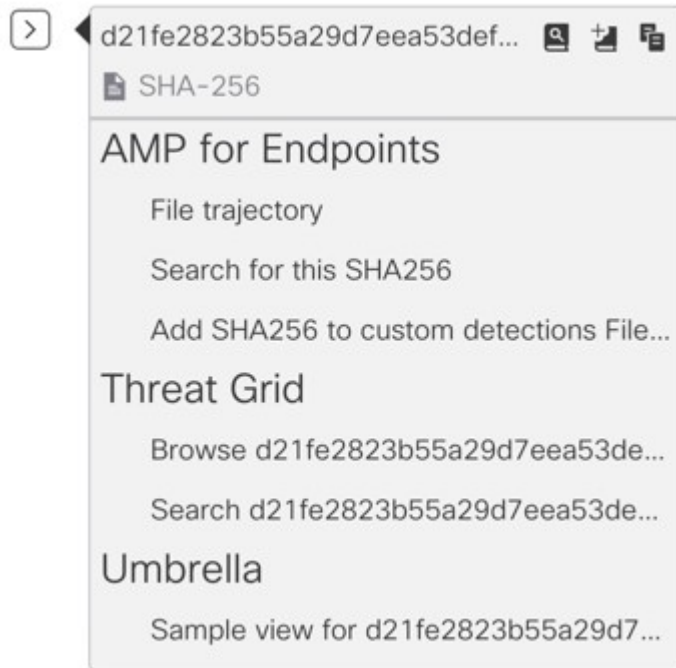 d21fe2823b55a29d7eea53def...
SHA-256
AMP for Endpoints
File trajectory
Search for this SHA256
Add SHA256 to custom detections File...
Threat Grid
Browse d21fe2823b55a29d7eea53de...
Search d21fe2823b55a29d7eea53de...
Umbrella
Sample view for d21fe2823b55a29d7...